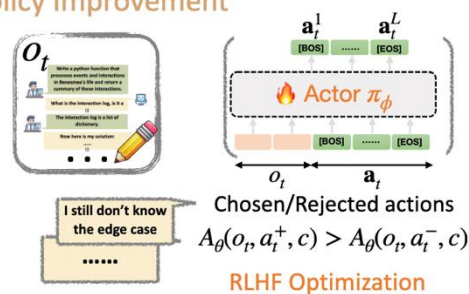 olicy Improvement
o_t
Write a python function that
processes events and interactions
in Renesmee's life and return a
summary of those interactions.
What is the interaction log, is it a
The interaction log is a list of
dictionary.
Now here is my solution:
......
I still don't know
the edge case
......
a_t^1 a_t^L
[BOS] ...... [EOS]
Actor π_ϕ
[BOS] ...... [EOS]
o_t a_t
Chosen/Rejected actions
A_θ(o_t, a_t^+, c) > A_θ(o_t, a_t^-, c)
RLHF Optimization